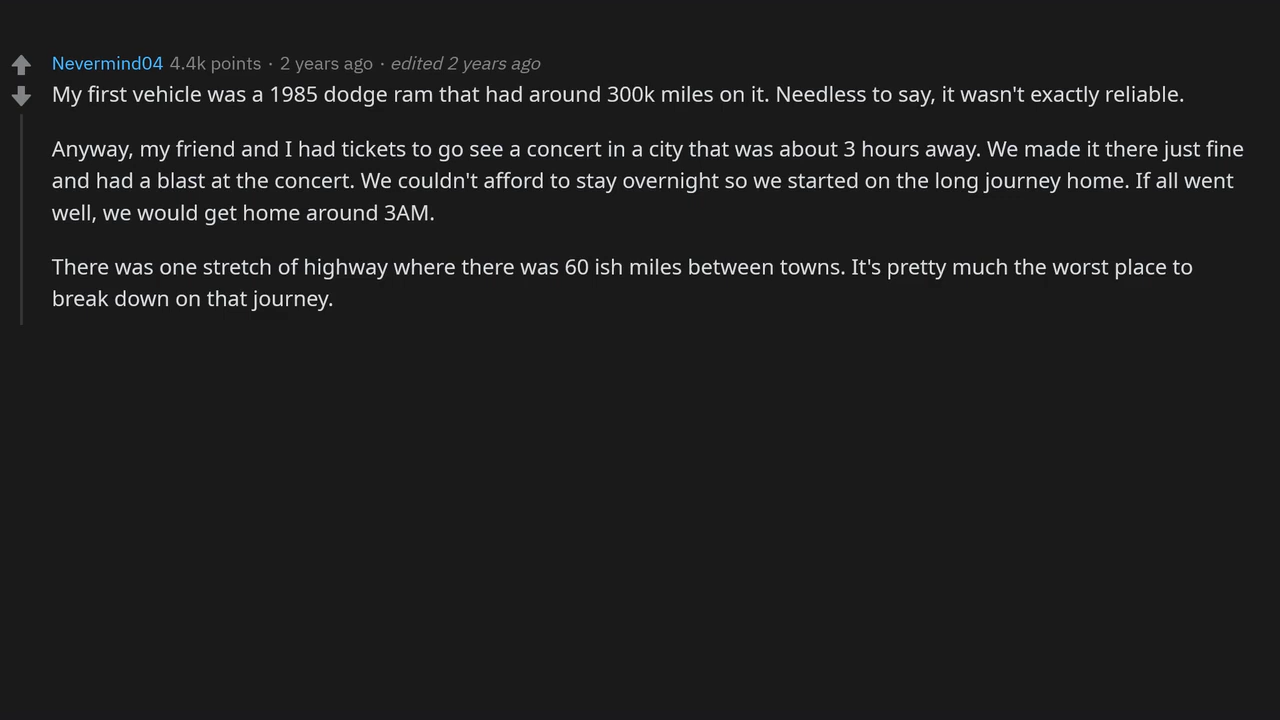 Nevermind04 4.4k points · 2 years ago · edited 2 years ago
My first vehicle was a 1985 dodge ram that had around 300k miles on it. Needless to say, it wasn't exactly reliable.
Anyway, my friend and I had tickets to go see a concert in a city that was about 3 hours away. We made it there just fine
and had a blast at the concert. We couldn't afford to stay overnight so we started on the long journey home. If all went
well, we would get home around 3AM.
There was one stretch of highway where there was 60 ish miles between towns. It's pretty much the worst place to
break down on that journey.